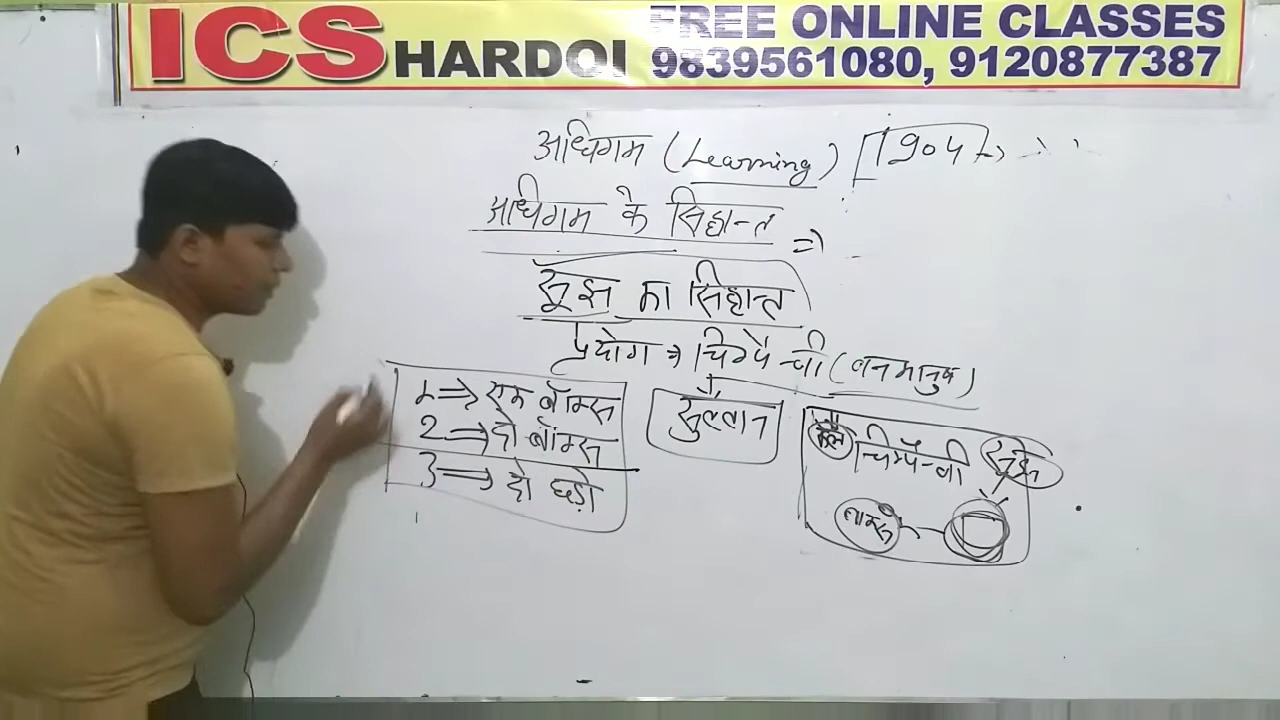 ICS HARDOI FREE ONLINE CLASSES
9839561080, 9120877387
अधिगम (Learning) [1904
अधिगम के सिद्धान्त ⇒
सूझ का सिद्धान्त
प्रयोग → चिम्पैन्जी (वनमानुष)
1 ⇒ एक बॉक्स
2 ⇒ दो बॉक्स
3 ⇒ दो छड़ी
सुल्तान
केला चिम्पैन्जी
बाक्स